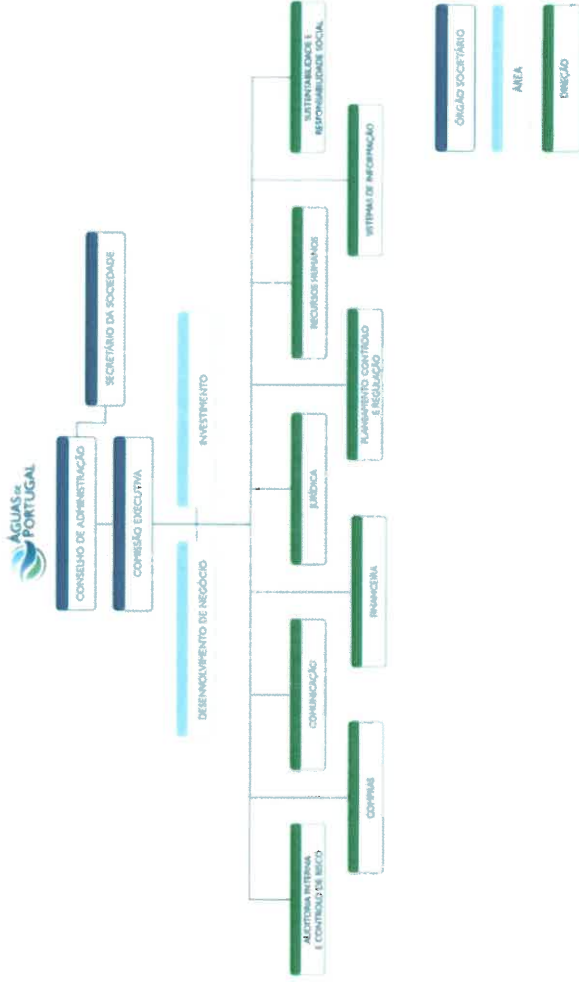 ÁGUAS DE
PORTUGAL
CONSELHO DE ADMINISTRAÇÃO
SECRETÁRIO DA SOCIEDADE
COMISSÃO EXECUTIVA
DESENVOLVIMENTO DE NEGÓCIO
INVESTIMENTO
AUDITORIA INTERNA
E CONTROLO DE RISCO
COMUNICAÇÃO
JURÍDICA
RECURSOS HUMANOS
SUSTENTABILIDADE E
RESPONSABILIDADE SOCIAL
COMPRAS
FINANCEIRA
PLANEAMENTO CONTROLO
E REGULAÇÃO
SISTEMAS DE INFORMAÇÃO
ÓRGÃO SOCIETÁRIO
ÁREA
DIREÇÃO